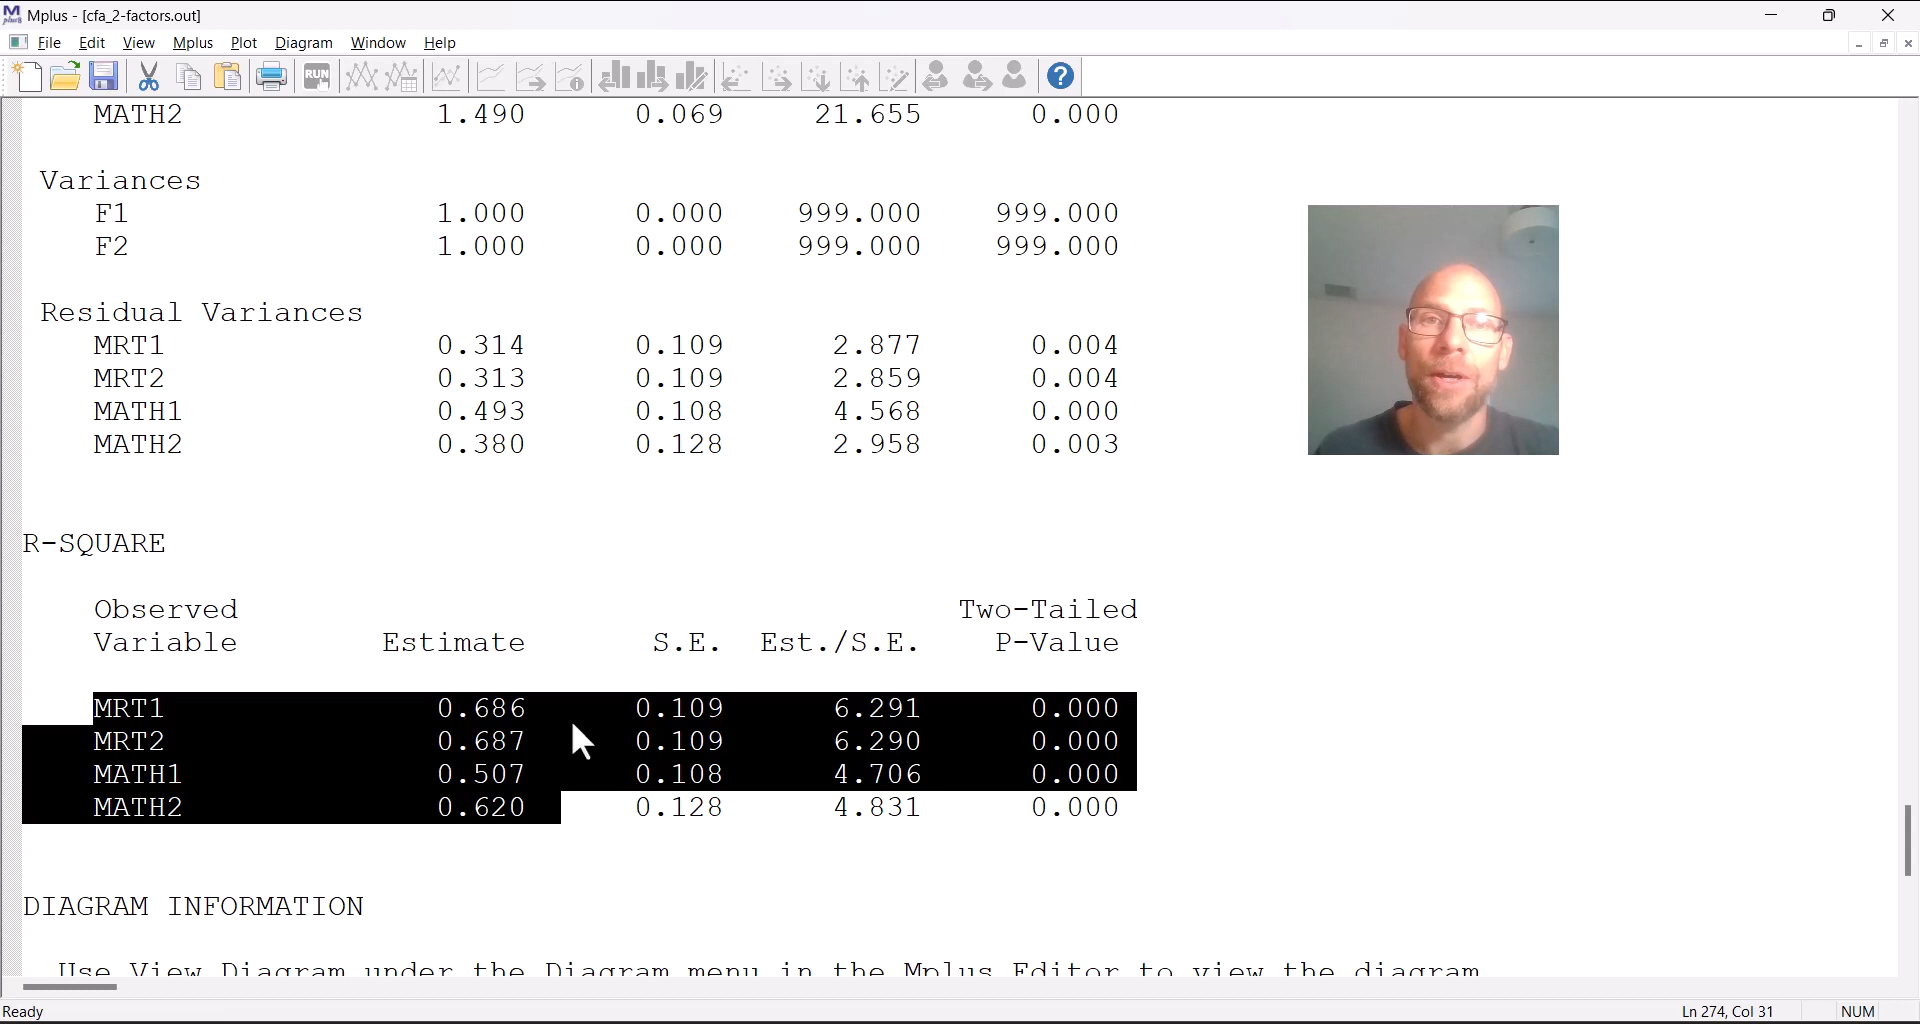 Mplus - [cfa_2-factors.out]
File Edit View Mplus Plot Diagram Window Help
RUN
MATH2 1.490 0.069 21.655 0.000
Variances
F1 1.000 0.000 999.000 999.000
F2 1.000 0.000 999.000 999.000
Residual Variances
MRT1 0.314 0.109 2.877 0.004
MRT2 0.313 0.109 2.859 0.004
MATH1 0.493 0.108 4.568 0.000
MATH2 0.380 0.128 2.958 0.003
R-SQUARE
Observed Two-Tailed
Variable Estimate S.E. Est./S.E. P-Value
MRT1 0.686 0.109 6.291 0.000
MRT2 0.687 0.109 6.290 0.000
MATH1 0.507 0.108 4.706 0.000
MATH2 0.620 0.128 4.831 0.000
DIAGRAM INFORMATION
Use View Diagram under the Diagram menu in the Mplus Editor to view the diagram
Ready Ln 274, Col 31 NUM